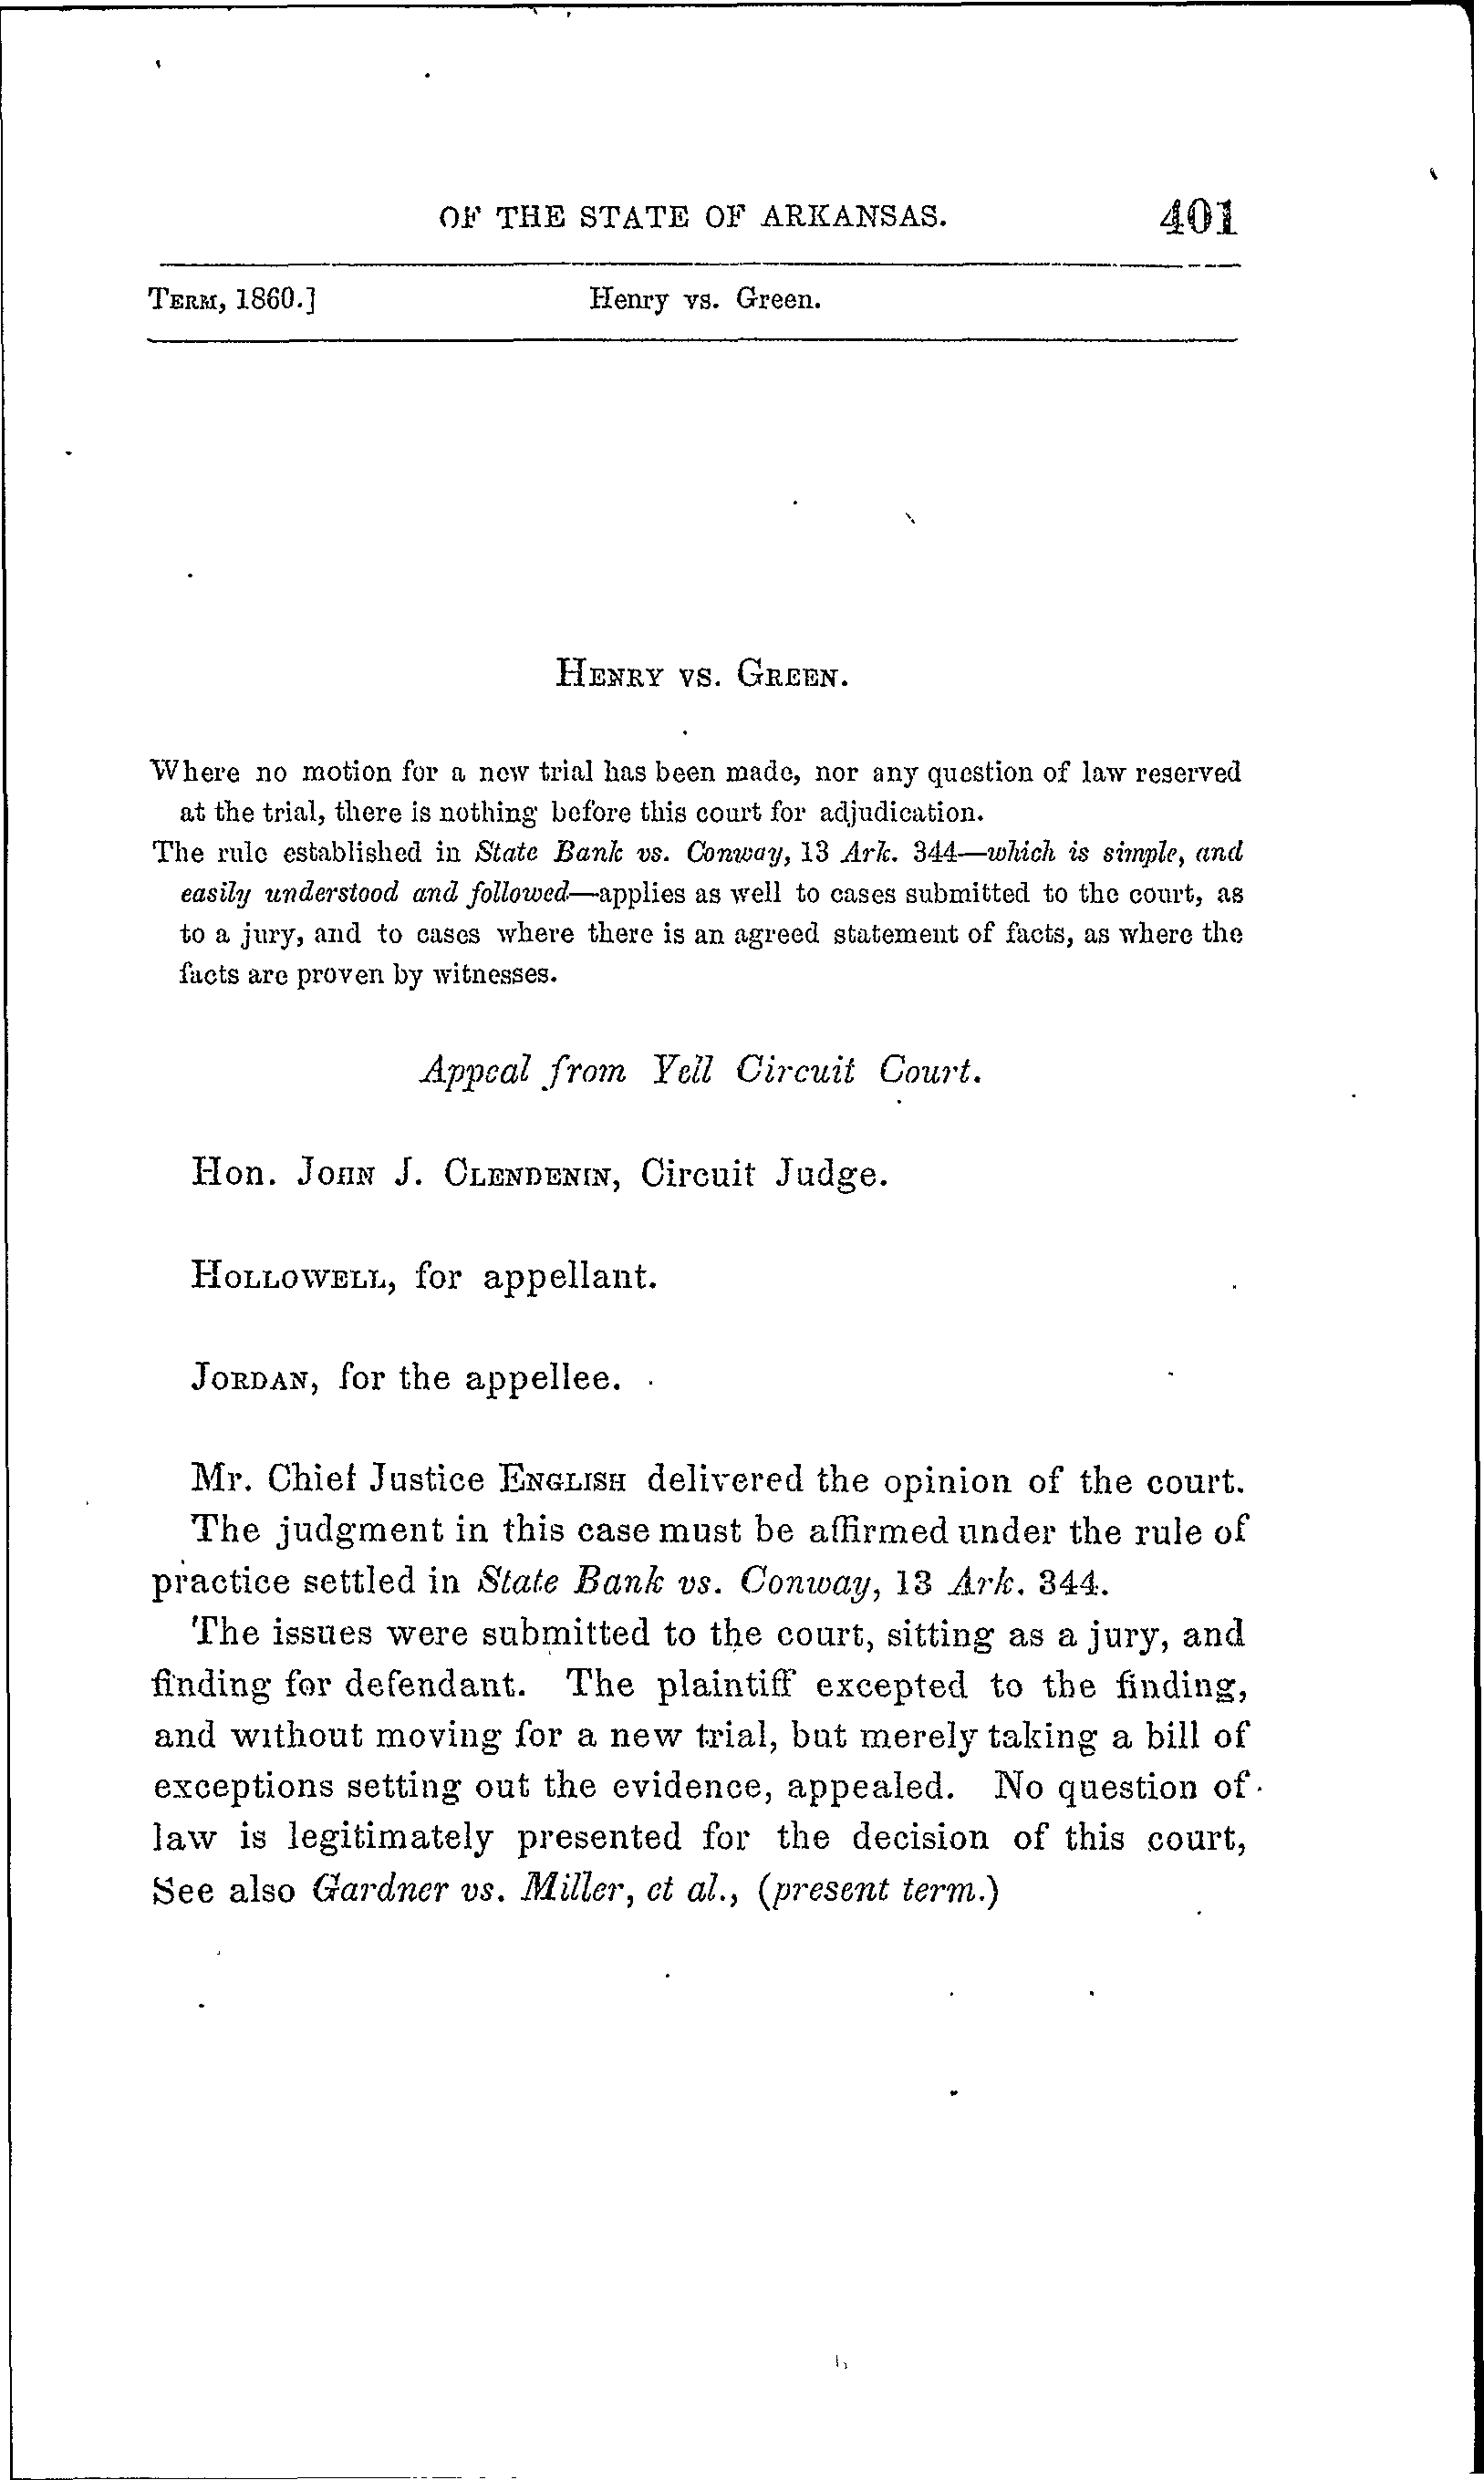 OF THE STATE OF ARKANSAS. 401
TERM, 1860.] Henry vs. Green.
HENRY VS. GREEN.
Where no motion for a new trial has been made, nor any question of law reserved
at the trial, there is nothing before this court for adjudication.
The rule established in State Bank vs. Conway, 13 Ark. 344—which is simple, and
easily understood and followed—applies as well to cases submitted to the court, as
to a jury, and to cases where there is an agreed statement of facts, as where the
facts are proven by witnesses.
Appeal from Yell Circuit Court.
Hon. JOHN J. CLENDENIN, Circuit Judge.
HOLLOWELL, for appellant.
JORDAN, for the appellee.
Mr. Chief Justice ENGLISH delivered the opinion of the court.
The judgment in this case must be affirmed under the rule of
practice settled in State Bank vs. Conway, 13 Ark. 344.
The issues were submitted to the court, sitting as a jury, and
finding for defendant. The plaintiff excepted to the finding,
and without moving for a new trial, but merely taking a bill of
exceptions setting out the evidence, appealed. No question of
law is legitimately presented for the decision of this court,
See also Gardner vs. Miller, et al., (present term.)